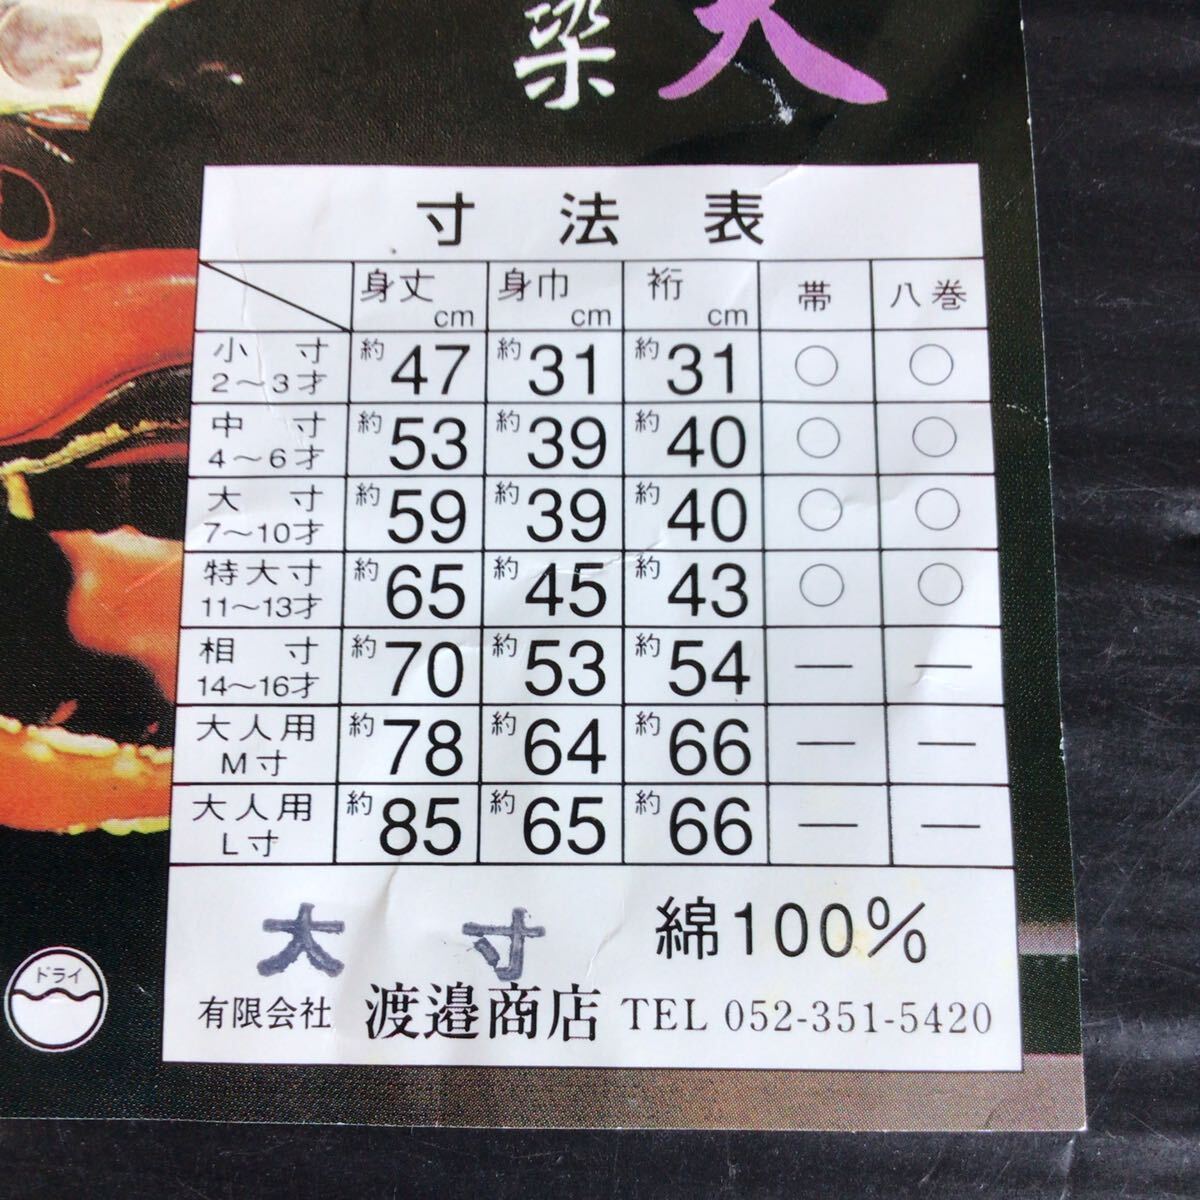 大
染
寸法表
身丈 cm 身巾 cm 裄 cm 帯 八巻
小寸 2〜3才 約47 約31 約31 ○ ○
中寸 4〜6才 約53 約39 約40 ○ ○
大寸 7〜10才 約59 約39 約40 ○ ○
特大寸 11〜13才 約65 約45 約43 ○ ○
相寸 14〜16才 約70 約53 約54 — —
大人用 M寸 約78 約64 約66 — —
大人用 L寸 約85 約65 約66 — —
大寸 綿100%
ドライ
有限会社 渡邉商店 TEL 052-351-5420